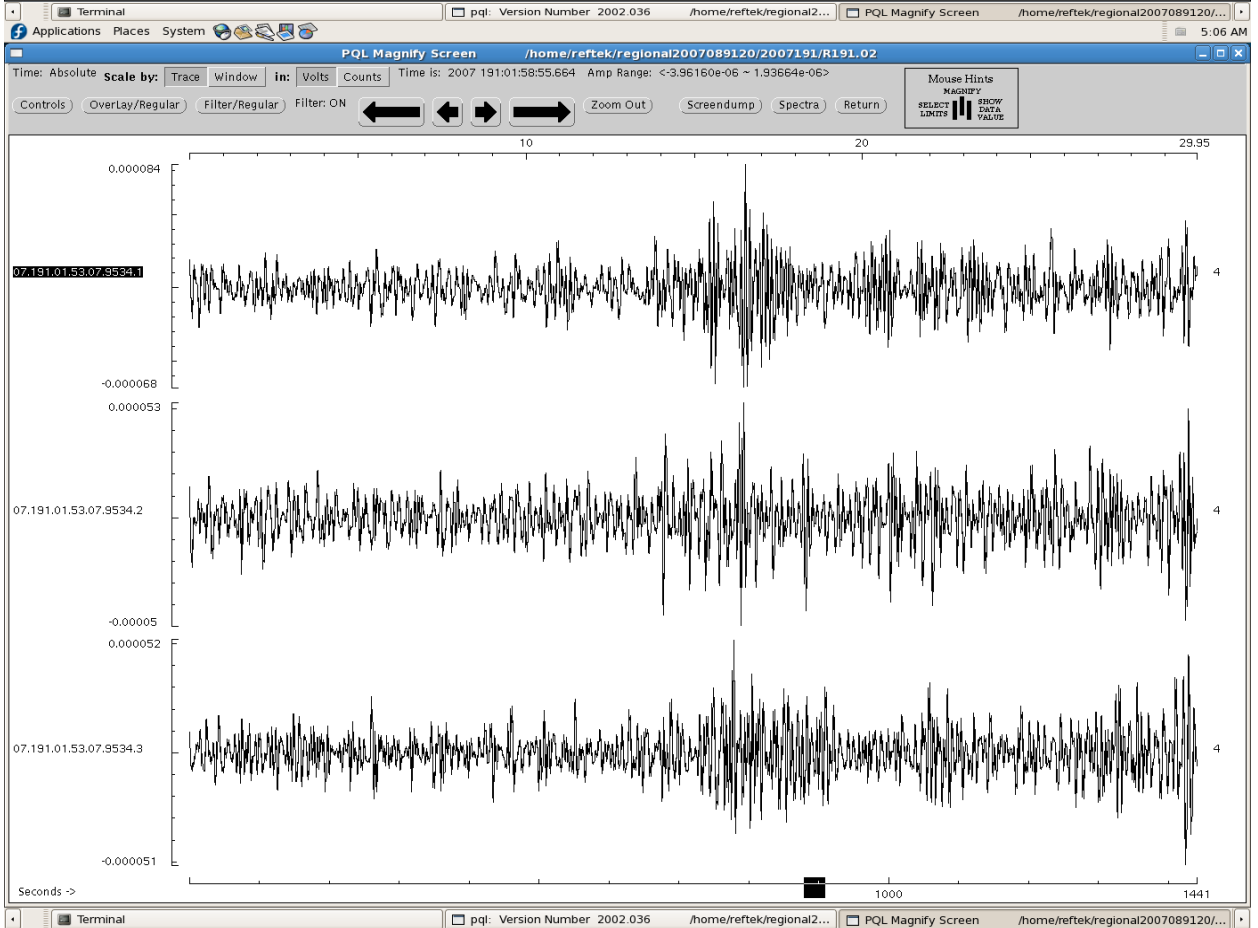 Terminal pql: Version Number 2002.036 /home/reftek/regional2... PQL Magnify Screen /home/reftek/regional2007089120/...
Applications Places System 5:06 AM
PQL Magnify Screen /home/reftek/regional2007089120/2007191/R191.02
Time: Absolute Scale by: Trace Window in: Volts Counts Time is: 2007 191:01:58:55.664 Amp Range: <-3.96160e-06 ~ 1.93664e-06>
Controls OverLay/Regular Filter/Regular Filter: ON Zoom Out Screendump Spectra Return
Mouse Hints
MAGNIFY
SELECT LIMITS
SHOW DATA VALUE
10 20 29.95
0.000084
07.191.01.53.07.9534.1 4
-0.000068
0.000053
07.191.01.53.07.9534.2 4
-0.00005
0.000052
07.191.01.53.07.9534.3 4
-0.000051
Seconds -> 1000 1441
Terminal pql: Version Number 2002.036 /home/reftek/regional2... PQL Magnify Screen /home/reftek/regional2007089120/...